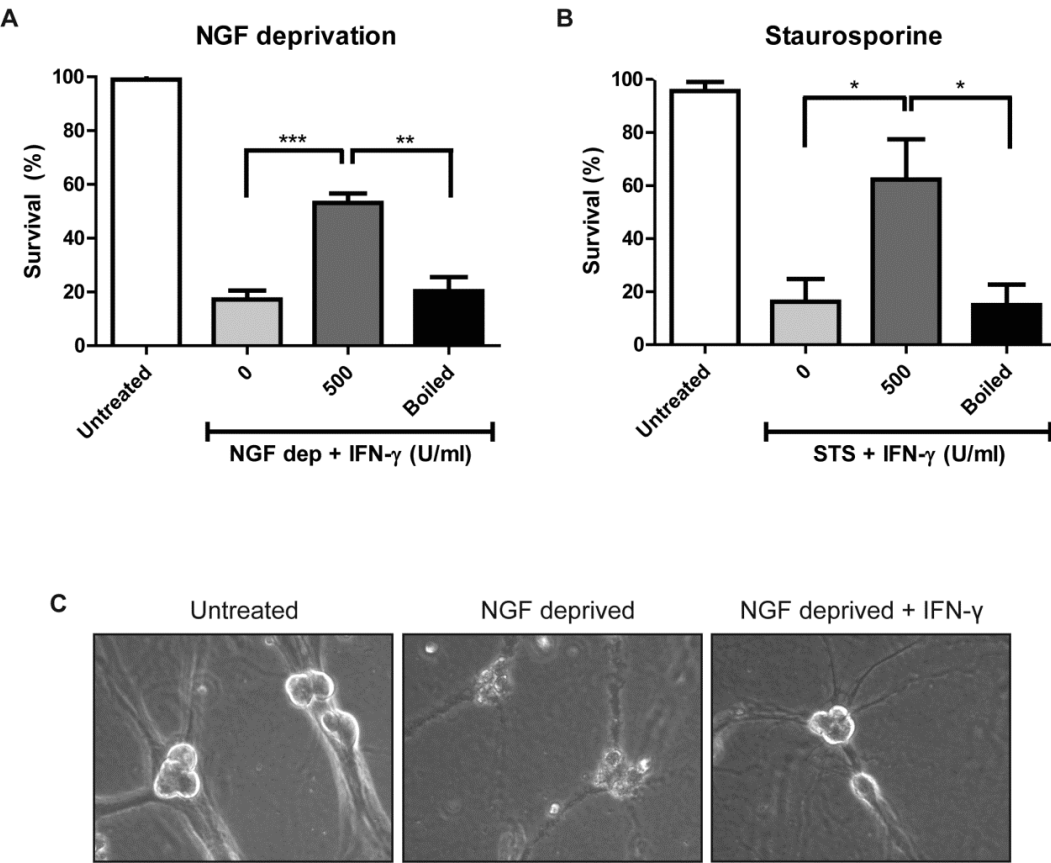 A
NGF deprivation
Survival (%)
100
80
60
40
20
0
***
**
Untreated
0
500
Boiled
NGF dep + IFN-γ (U/ml)
B
Staurosporine
Survival (%)
100
80
60
40
20
0
*
*
Untreated
0
500
Boiled
STS + IFN-γ (U/ml)
C
Untreated
NGF deprived
NGF deprived + IFN-γ